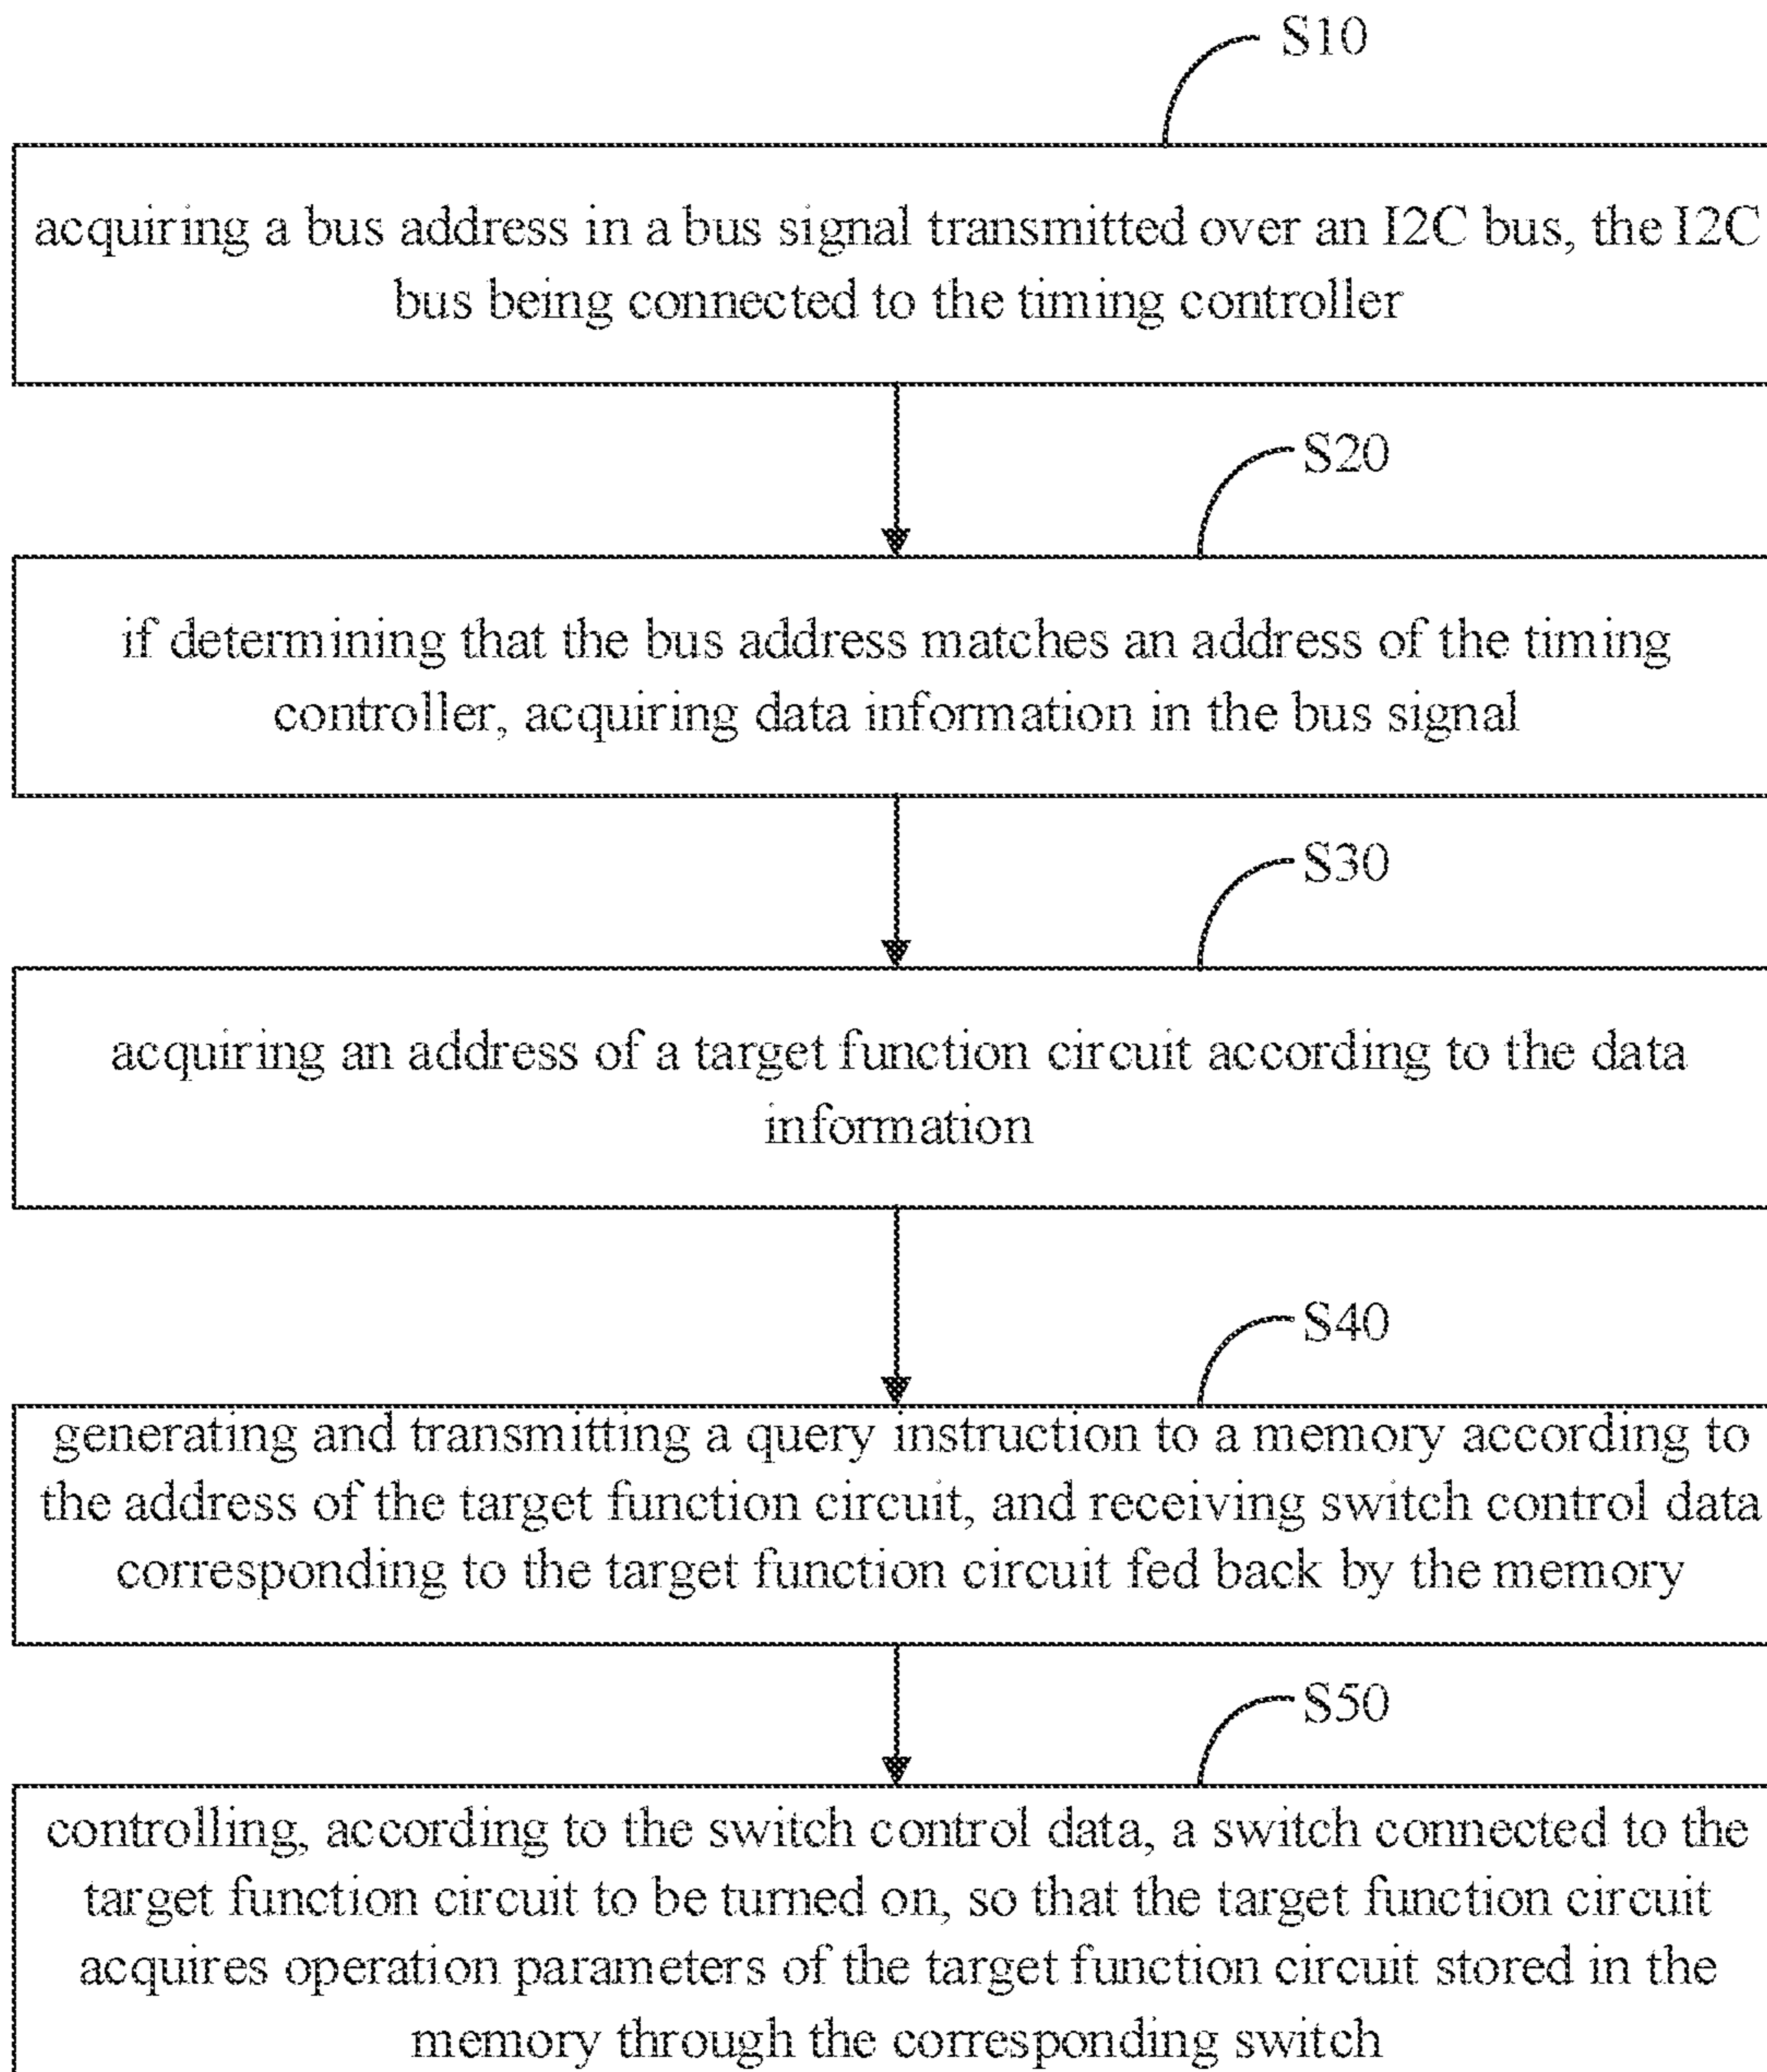 S10
acquiring a bus address in a bus signal transmitted over an I2C bus, the I2C
bus being connected to the timing controller
S20
if determining that the bus address matches an address of the timing
controller, acquiring data information in the bus signal
S30
acquiring an address of a target function circuit according to the data
information
S40
generating and transmitting a query instruction to a memory according to
the address of the target function circuit, and receiving switch control data
corresponding to the target function circuit fed back by the memory
S50
controlling, according to the switch control data, a switch connected to the
target function circuit to be turned on, so that the target function circuit
acquires operation parameters of the target function circuit stored in the
memory through the corresponding switch